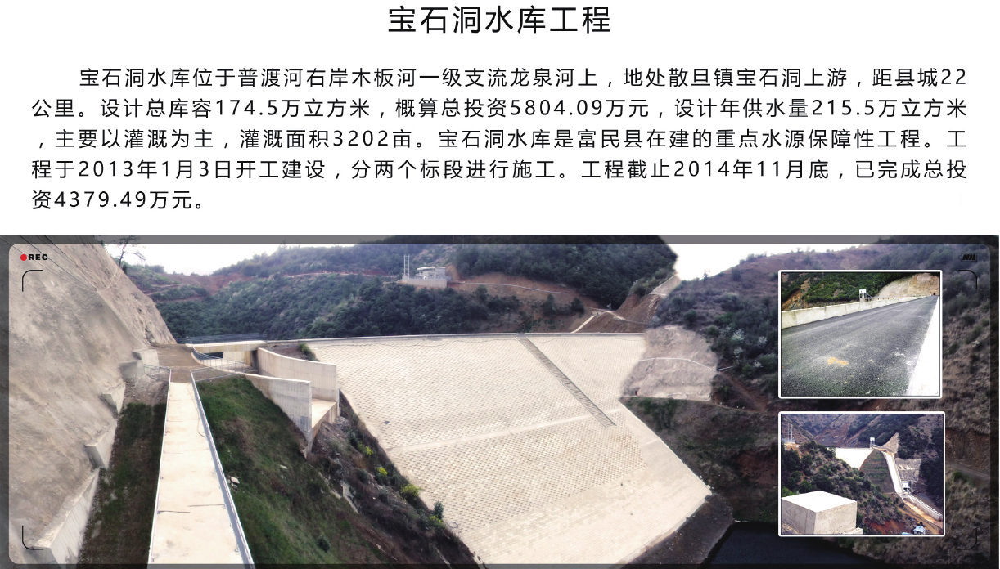 宝石洞水库工程
宝石洞水库位于普渡河右岸木板河一级支流龙泉河上，地处散旦镇宝石洞上游，距县城22
公里。设计总库容174.5万立方米，概算总投资5804.09万元，设计年供水量215.5万立方米
，主要以灌溉为主，灌溉面积3202亩。宝石洞水库是富民县在建的重点水源保障性工程。工
程于2013年1月3日开工建设，分两个标段进行施工。工程截止2014年11月底，已完成总投
资4379.49万元。
REC